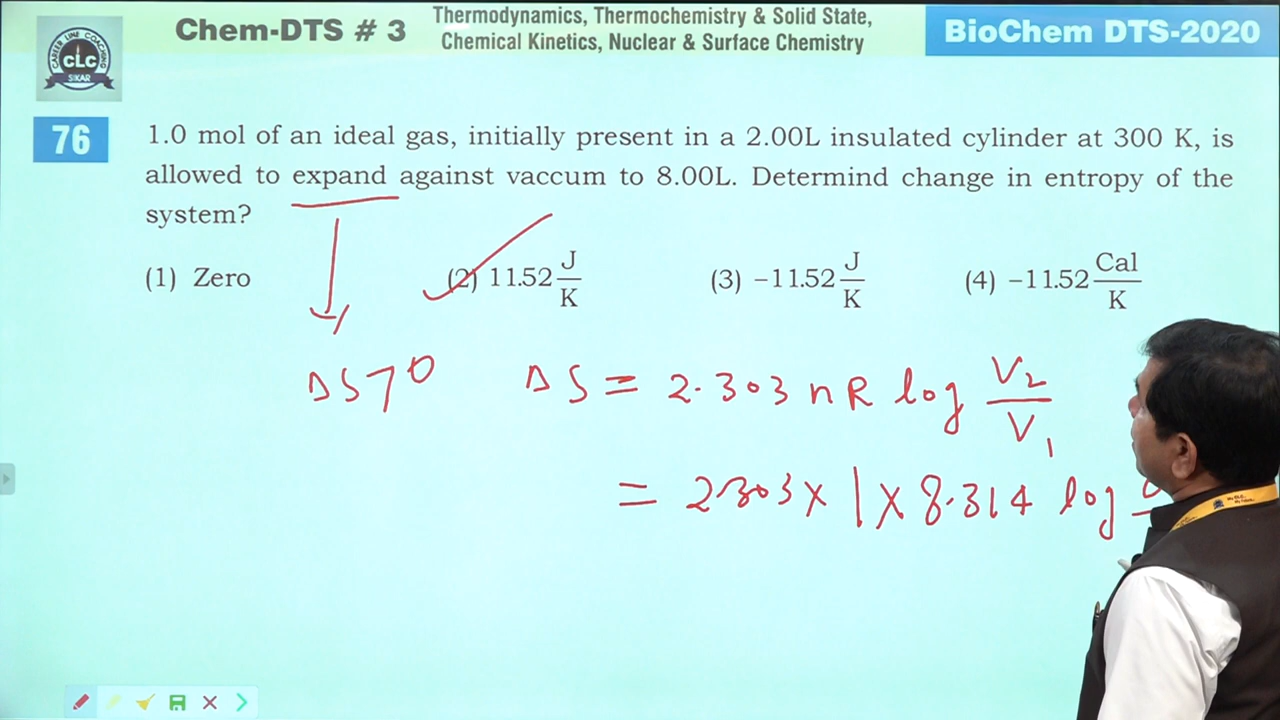 Chem-DTS # 3
Thermodynamics, Thermochemistry & Solid State,
Chemical Kinetics, Nuclear & Surface Chemistry
BioChem DTS-2020
CAREER LINE COACHING
CLC
SIKAR
76
1.0 mol of an ideal gas, initially present in a 2.00L insulated cylinder at 300 K, is
allowed to expand against vaccum to 8.00L. Determind change in entropy of the
system?
(1) Zero (2) 11.52 J/K (3) −11.52 J/K (4) −11.52 Cal/K
ΔS>0 ΔS = 2.303 nR log V₂/V₁
= 2.303 × 1 × 8.314 log